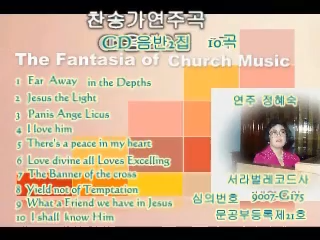 찬송가연주곡
CD 음반2집 10곡
The Fantasia of Church Music
1 Far Away in the Depths
2 Jesus the Light
3 Panis Ange Licus
4 I love him
5 There's a peace in my heart
6 Love divine all Loves Excelling
7 The Banner of the cross
8 Yield not of Temptation
9 What a Friend we have in Jesus
10 I shall know Him
연주 정혜숙
서라벌레코드사
심의번호 9007-G175
문공부등록제21호